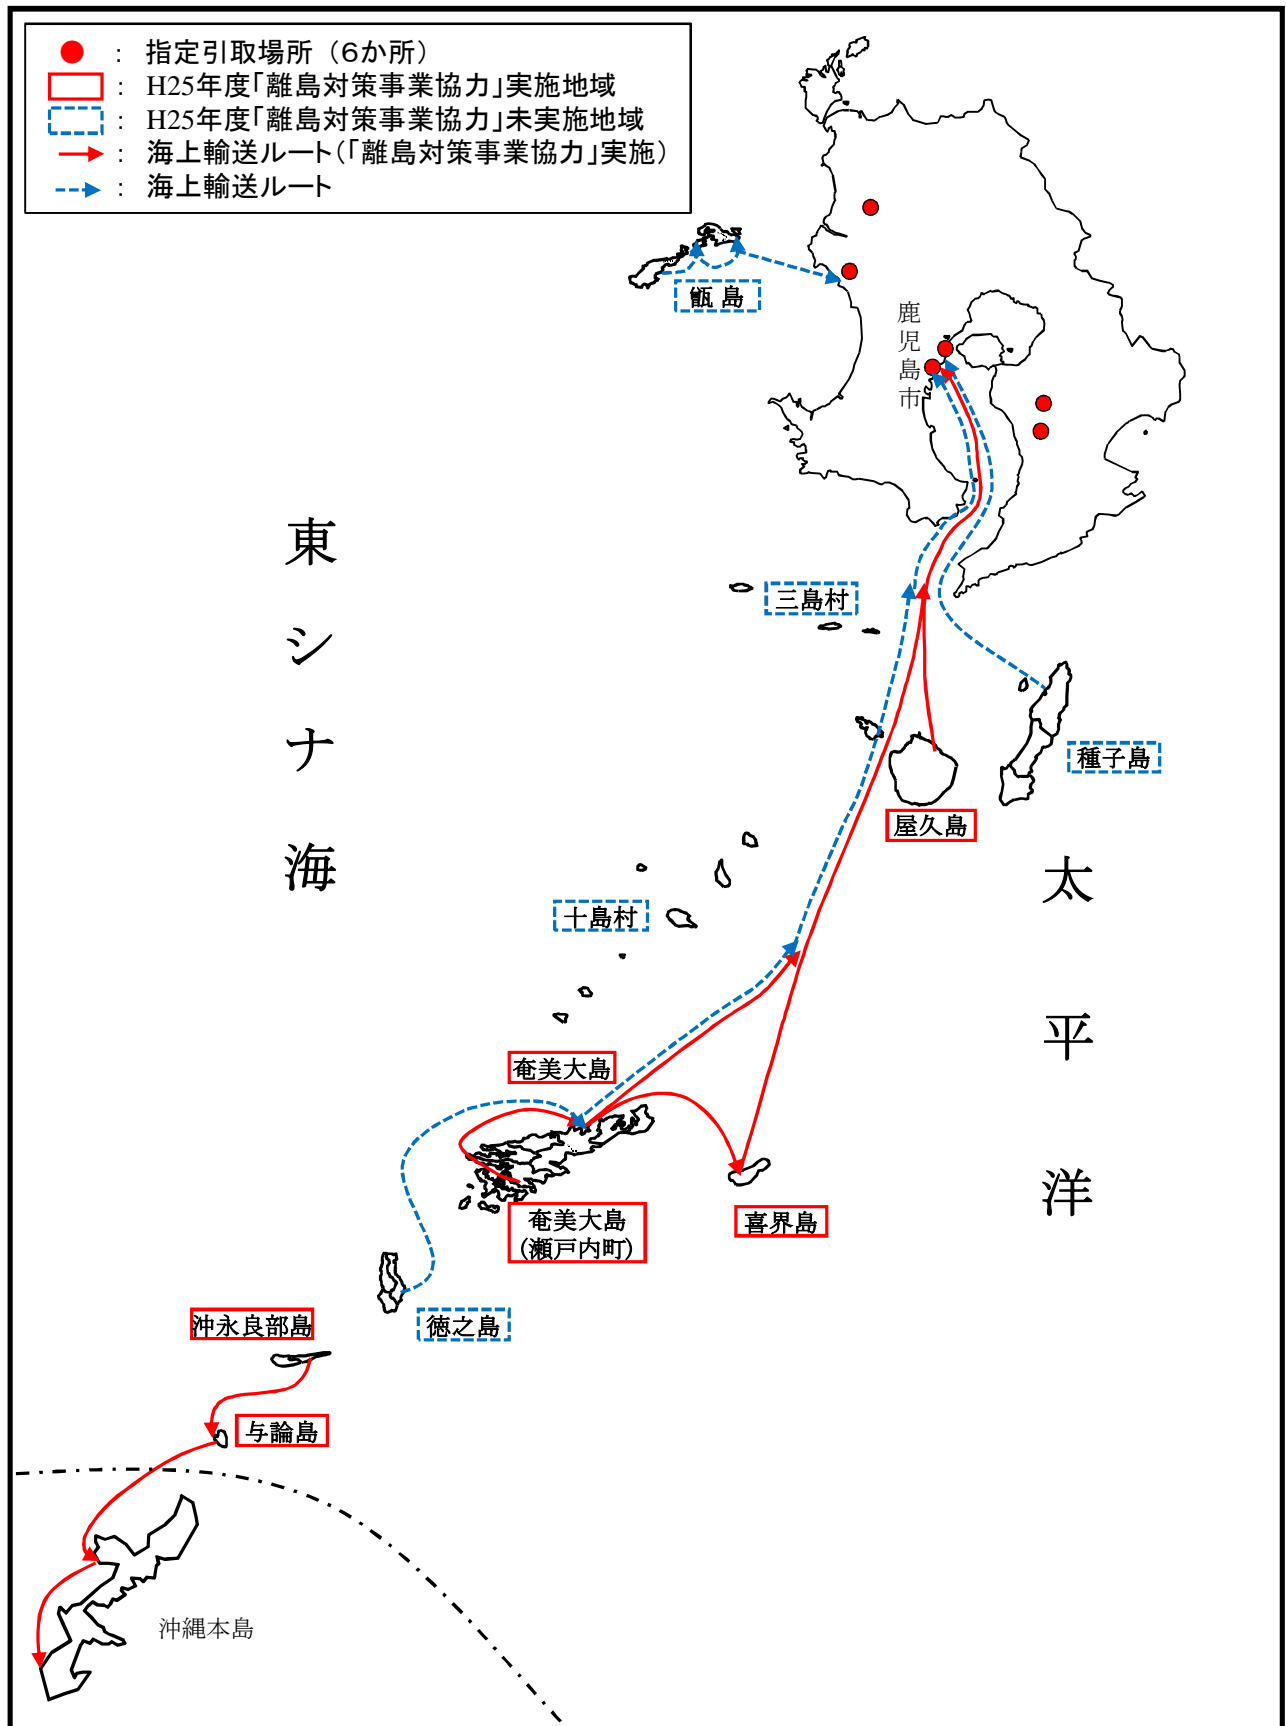 ： 指定引取場所（６か所）
： H25年度｢離島対策事業協力｣実施地域
： H25年度｢離島対策事業協力｣未実施地域
： 海上輸送ルート(｢離島対策事業協力｣実施)
： 海上輸送ルート
甑 島
鹿児島市
東シナ海
三島村
種子島
屋久島
太平洋
十島村
奄美大島
奄美大島
(瀬戸内町)
喜界島
徳之島
沖永良部島
与論島
沖縄本島